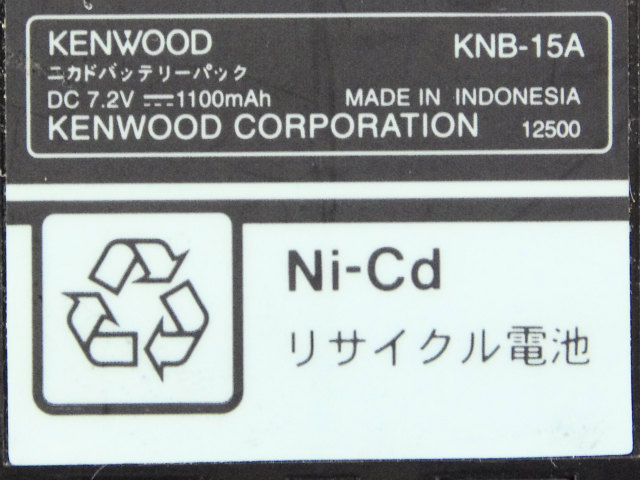 KENWOOD KNB-15A
ニカドバッテリーパック
DC 7.2V ⎓1100mAh MADE IN INDONESIA
KENWOOD CORPORATION 12500
Ni-Cd
リサイクル電池